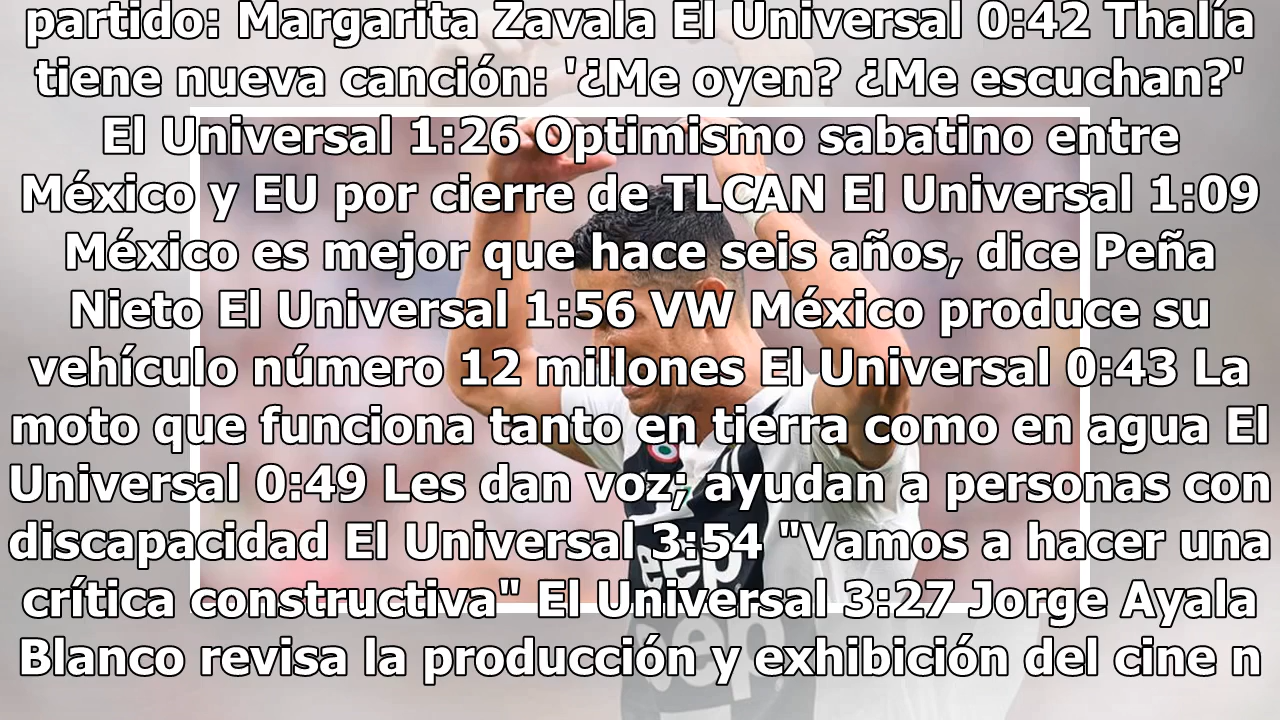 partido: Margarita Zavala El Universal 0:42 Thalía
tiene nueva canción: '¿Me oyen? ¿Me escuchan?'
El Universal 1:26 Optimismo sabatino entre
México y EU por cierre de TLCAN El Universal 1:09
México es mejor que hace seis años, dice Peña
Nieto El Universal 1:56 VW México produce su
vehículo número 12 millones El Universal 0:43 La
moto que funciona tanto en tierra como en agua El
Universal 0:49 Les dan voz; ayudan a personas con
discapacidad El Universal 3:54 "Vamos a hacer una
crítica constructiva" El Universal 3:27 Jorge Ayala
Blanco revisa la producción y exhibición del cine n
Jeep